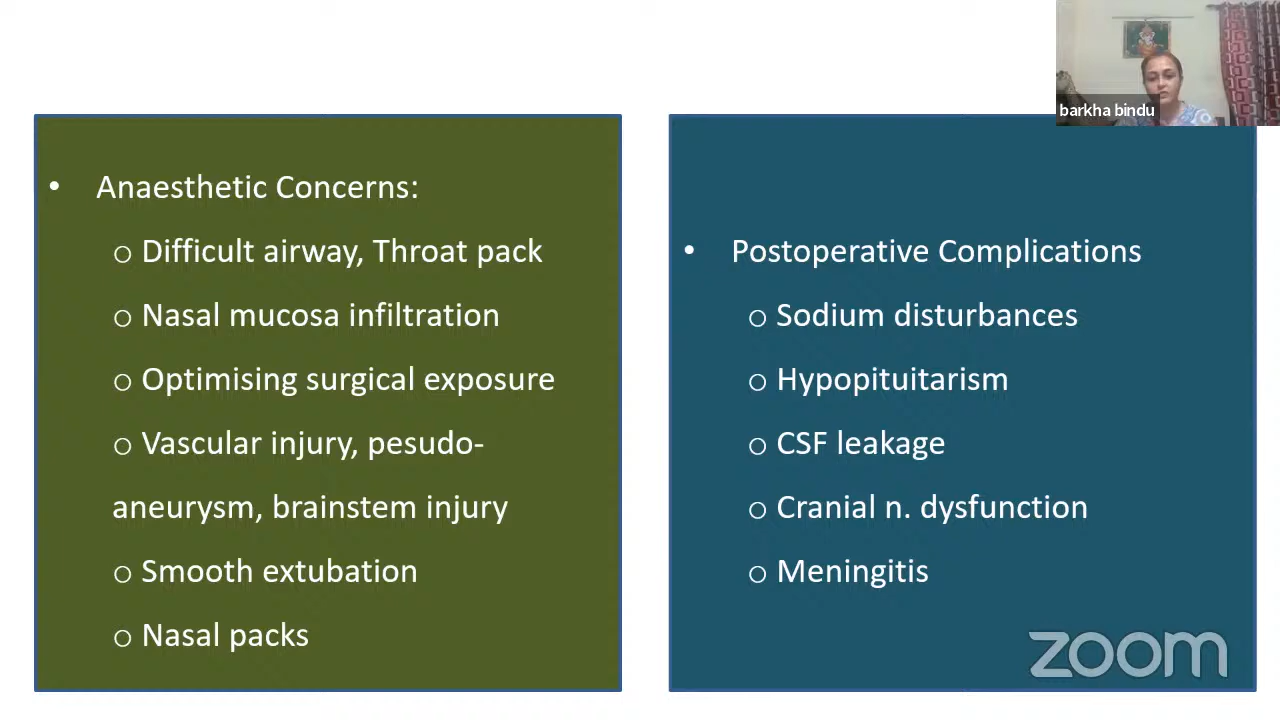 barkha bindu
• Anaesthetic Concerns:
o Difficult airway, Throat pack
o Nasal mucosa infiltration
o Optimising surgical exposure
o Vascular injury, pesudo-
aneurysm, brainstem injury
o Smooth extubation
o Nasal packs
• Postoperative Complications
o Sodium disturbances
o Hypopituitarism
o CSF leakage
o Cranial n. dysfunction
o Meningitis
zoom